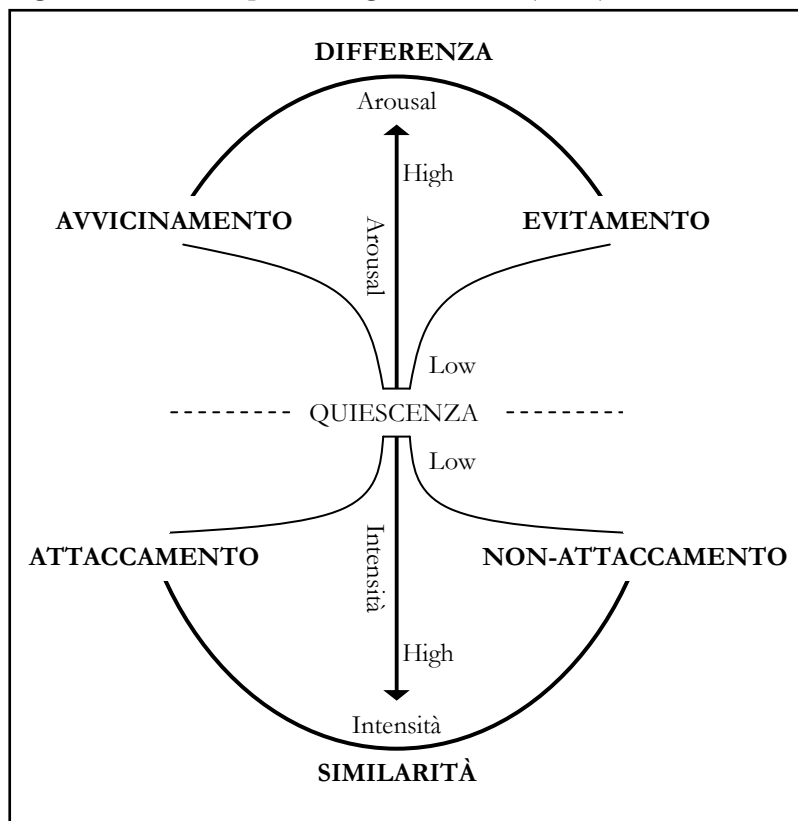 DIFFERENZA
Arousal
High
AVVICINAMENTO
Arousal
EVITAMENTO
Low
QUIESCENZA
Low
ATTACCAMENTO
Intensità
NON-ATTACCAMENTO
High
Intensità
SIMILARITÀ